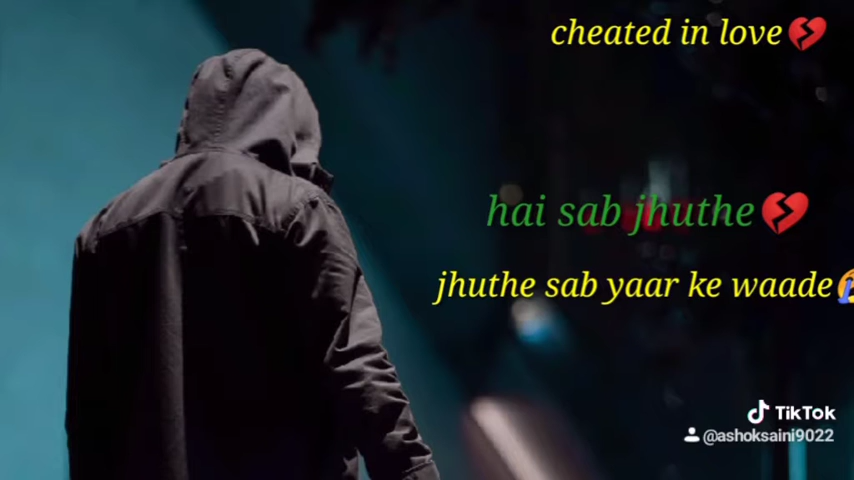 cheated in love💔
hai sab jhuthe💔
jhuthe sab yaar ke waade😭
TikTok
@ashoksaini9022